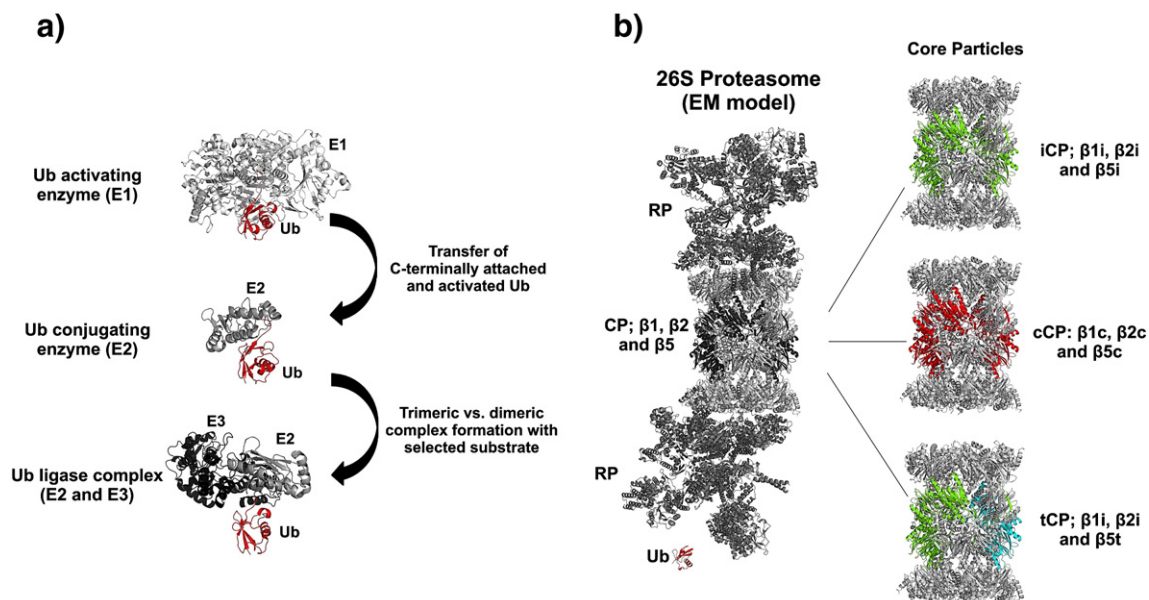 a)
Ub activating
enzyme (E1)
E1
Ub
Transfer of
C-terminally attached
and activated Ub
Ub conjugating
enzyme (E2)
E2
Ub
Trimeric vs. dimeric
complex formation with
selected substrate
Ub ligase complex
(E2 and E3)
E3
E2
Ub
b)
26S Proteasome
(EM model)
RP
CP; β1, β2
and β5
RP
Ub
Core Particles
iCP; β1i, β2i
and β5i
cCP: β1c, β2c
and β5c
tCP; β1i, β2i
and β5t